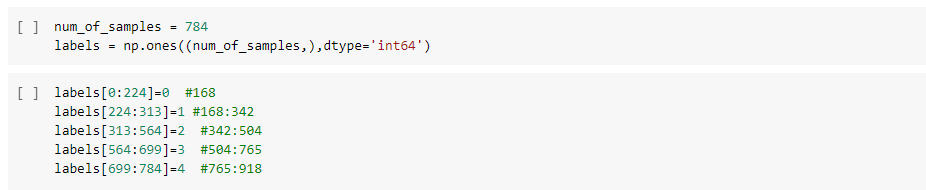 [ ] num_of_samples = 784
labels = np.ones((num_of_samples,),dtype='int64')
[ ] labels[0:224]=0  #168
labels[224:313]=1 #168:342
labels[313:564]=2  #342:504
labels[564:699]=3  #504:765
labels[699:784]=4  #765:918